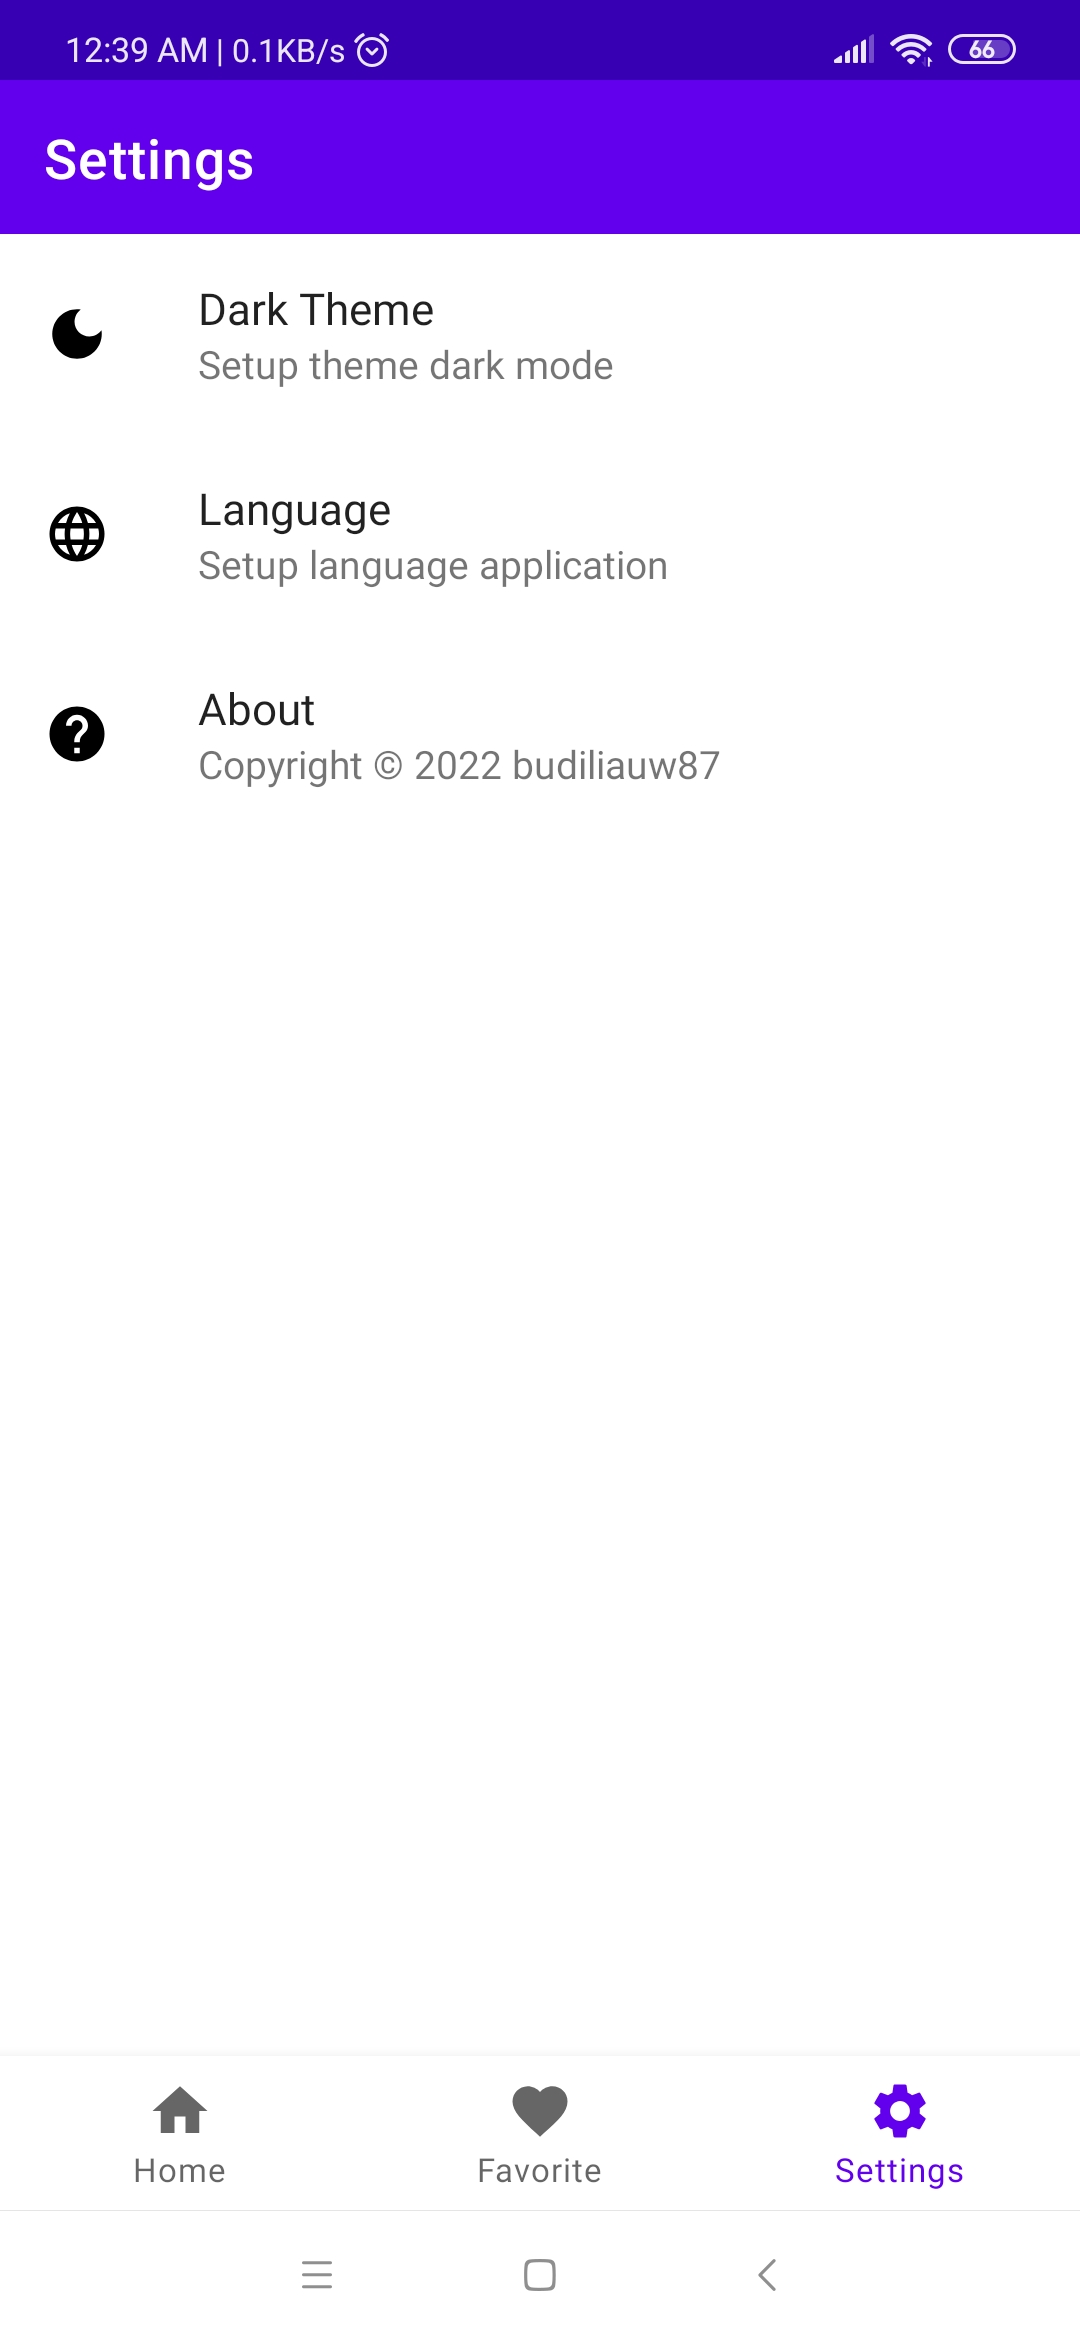 12:39 AM | 0.1KB/s
66
Settings
Dark Theme
Setup theme dark mode
Language
Setup language application
About
Copyright © 2022 budiliauw87
Home
Favorite
Settings